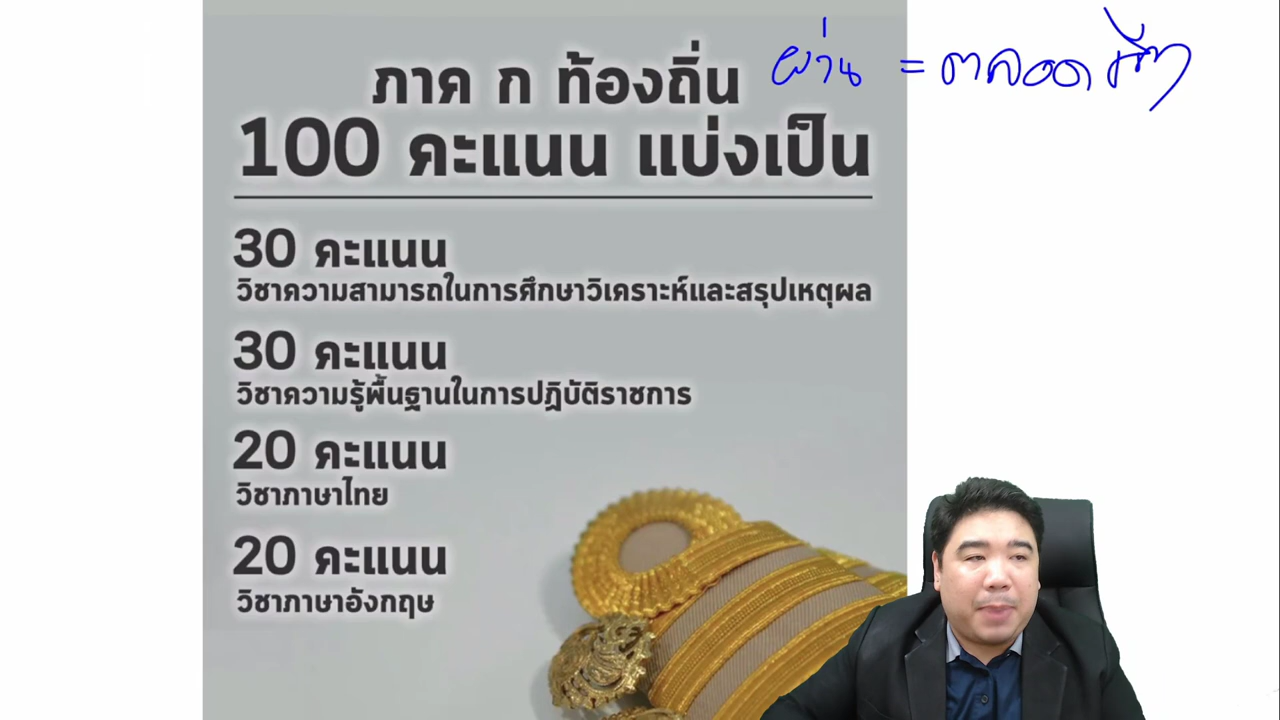 ภาค ก ท้องถิ่น
ผ่าน = ตลอดชีพ
100 คะแนน แบ่งเป็น
30 คะแนน
วิชาความสามารถในการศึกษาวิเคราะห์และสรุปเหตุผล
30 คะแนน
วิชาความรู้พื้นฐานในการปฏิบัติราชการ
20 คะแนน
วิชาภาษาไทย
20 คะแนน
วิชาภาษาอังกฤษ